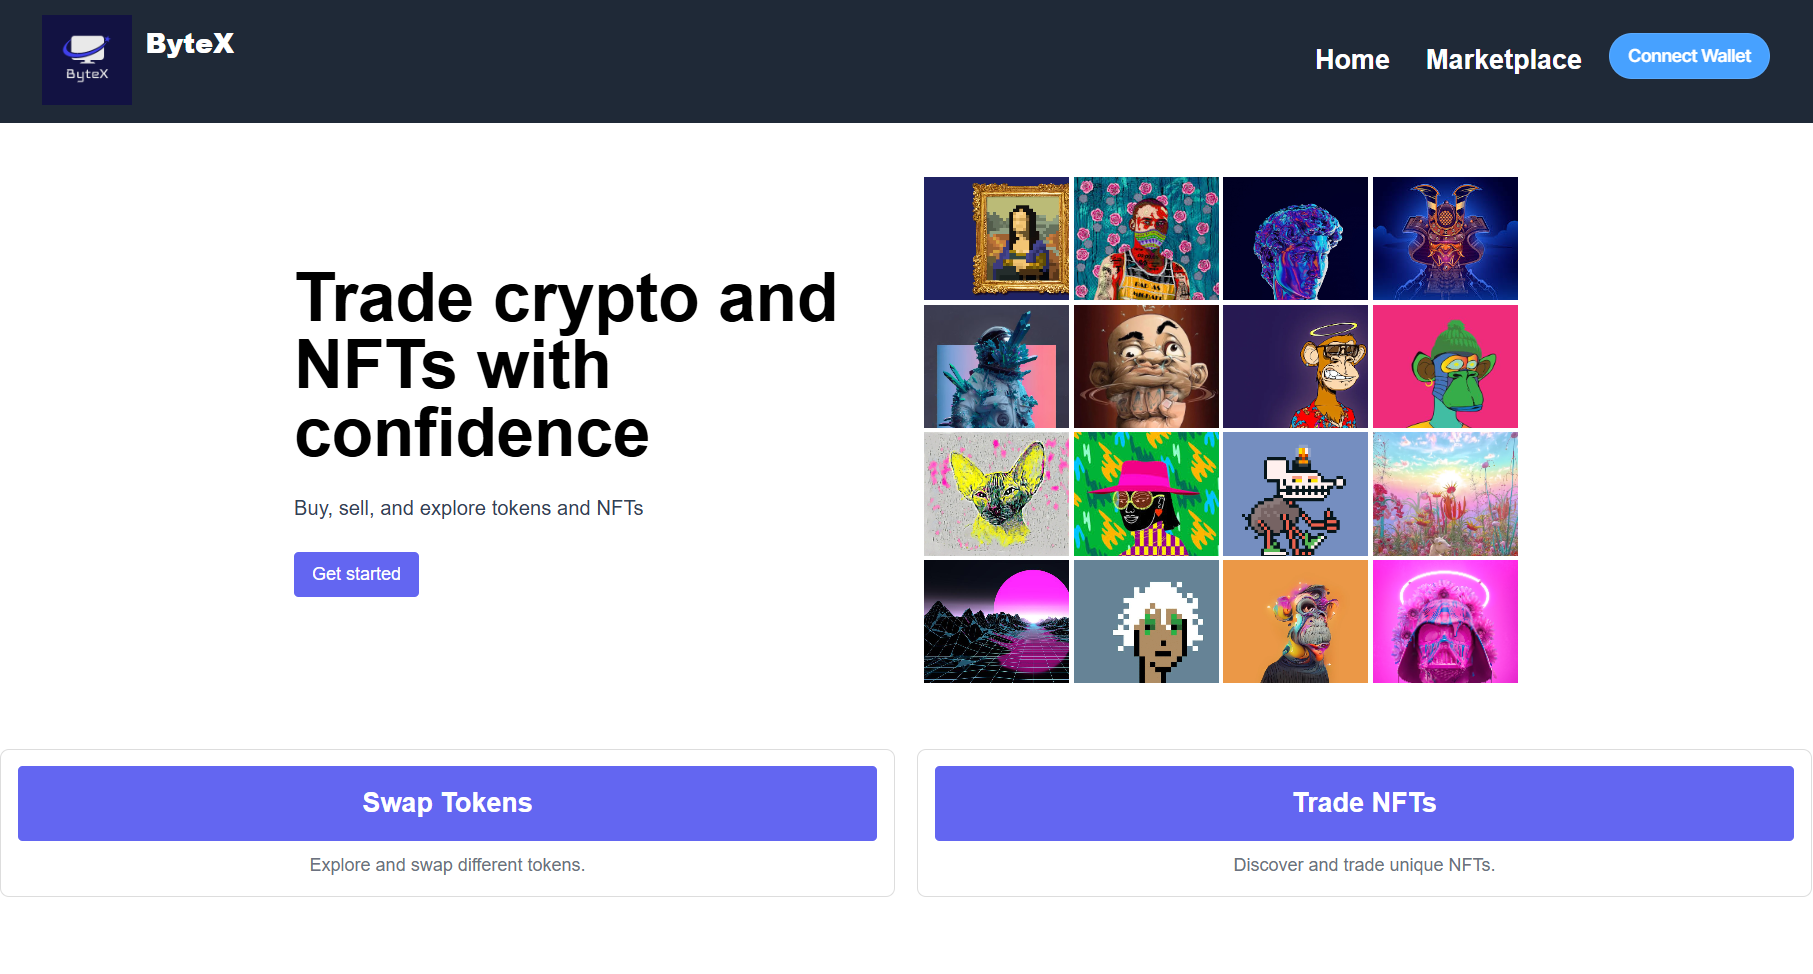 ByteX
ByteX
Home
Marketplace
Connect Wallet
Trade crypto and
NFTs with
confidence
Buy, sell, and explore tokens and NFTs
Get started
Swap Tokens
Explore and swap different tokens.
Trade NFTs
Discover and trade unique NFTs.